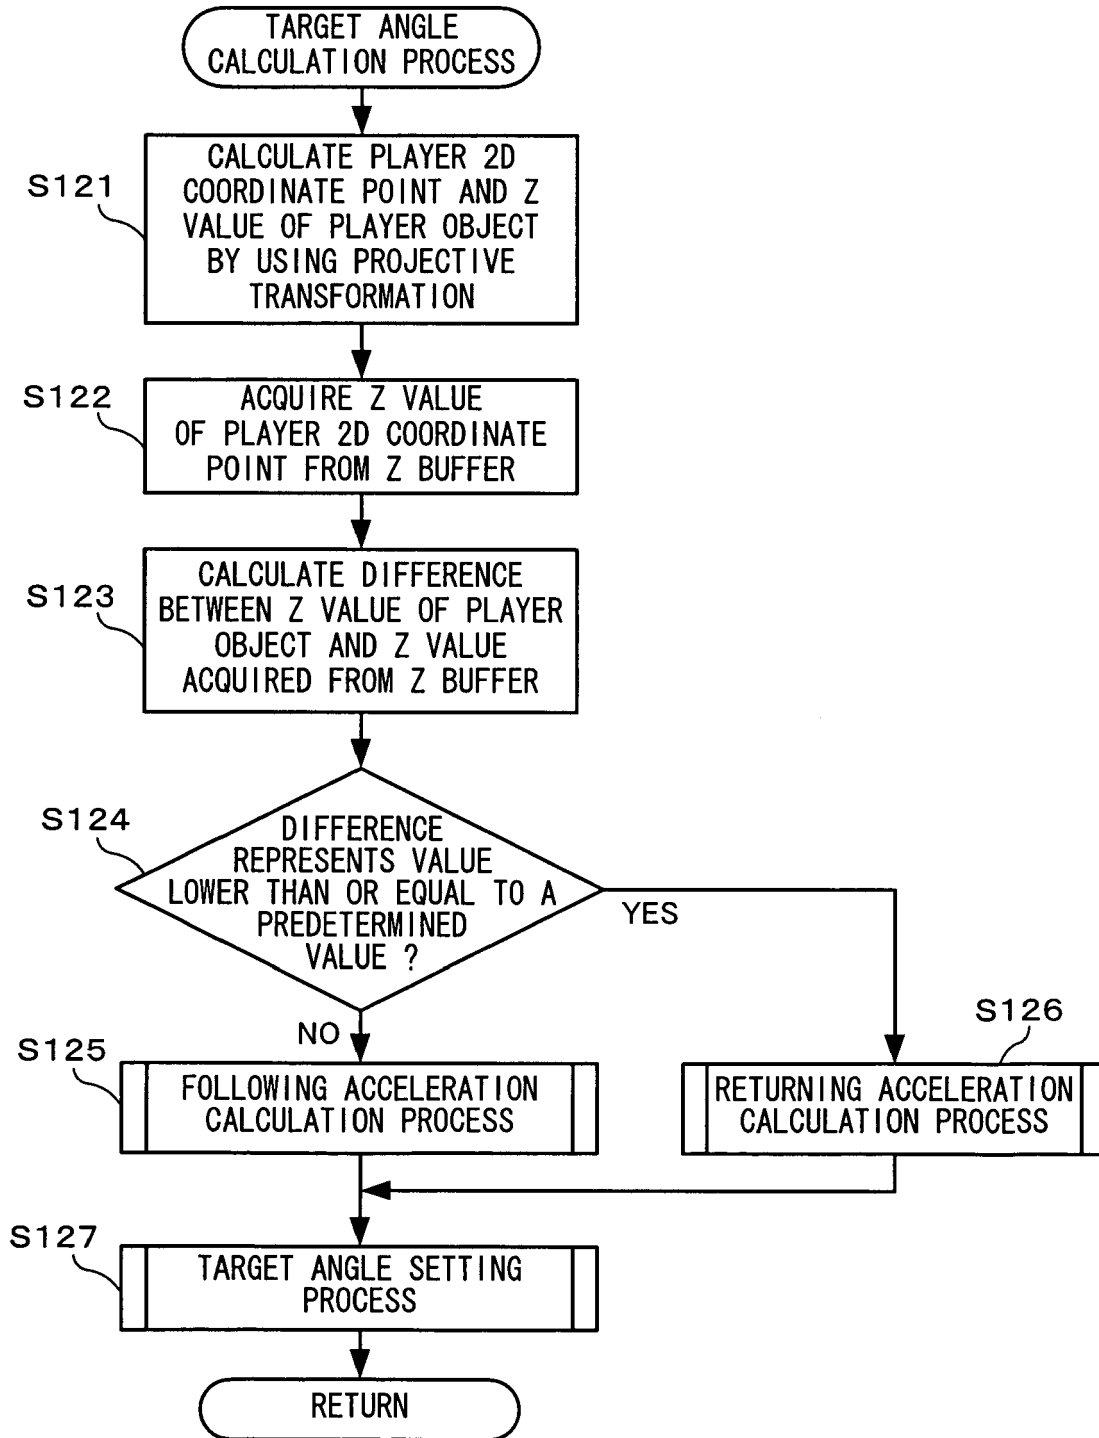 TARGET ANGLE
CALCULATION PROCESS
S121
CALCULATE PLAYER 2D
COORDINATE POINT AND Z
VALUE OF PLAYER OBJECT
BY USING PROJECTIVE
TRANSFORMATION
S122
ACQUIRE Z VALUE
OF PLAYER 2D COORDINATE
POINT FROM Z BUFFER
S123
CALCULATE DIFFERENCE
BETWEEN Z VALUE OF PLAYER
OBJECT AND Z VALUE
ACQUIRED FROM Z BUFFER
S124
DIFFERENCE
REPRESENTS VALUE
LOWER THAN OR EQUAL TO A
PREDETERMINED
VALUE ?
YES
NO
S125
FOLLOWING ACCELERATION
CALCULATION PROCESS
S126
RETURNING ACCELERATION
CALCULATION PROCESS
S127
TARGET ANGLE SETTING
PROCESS
RETURN